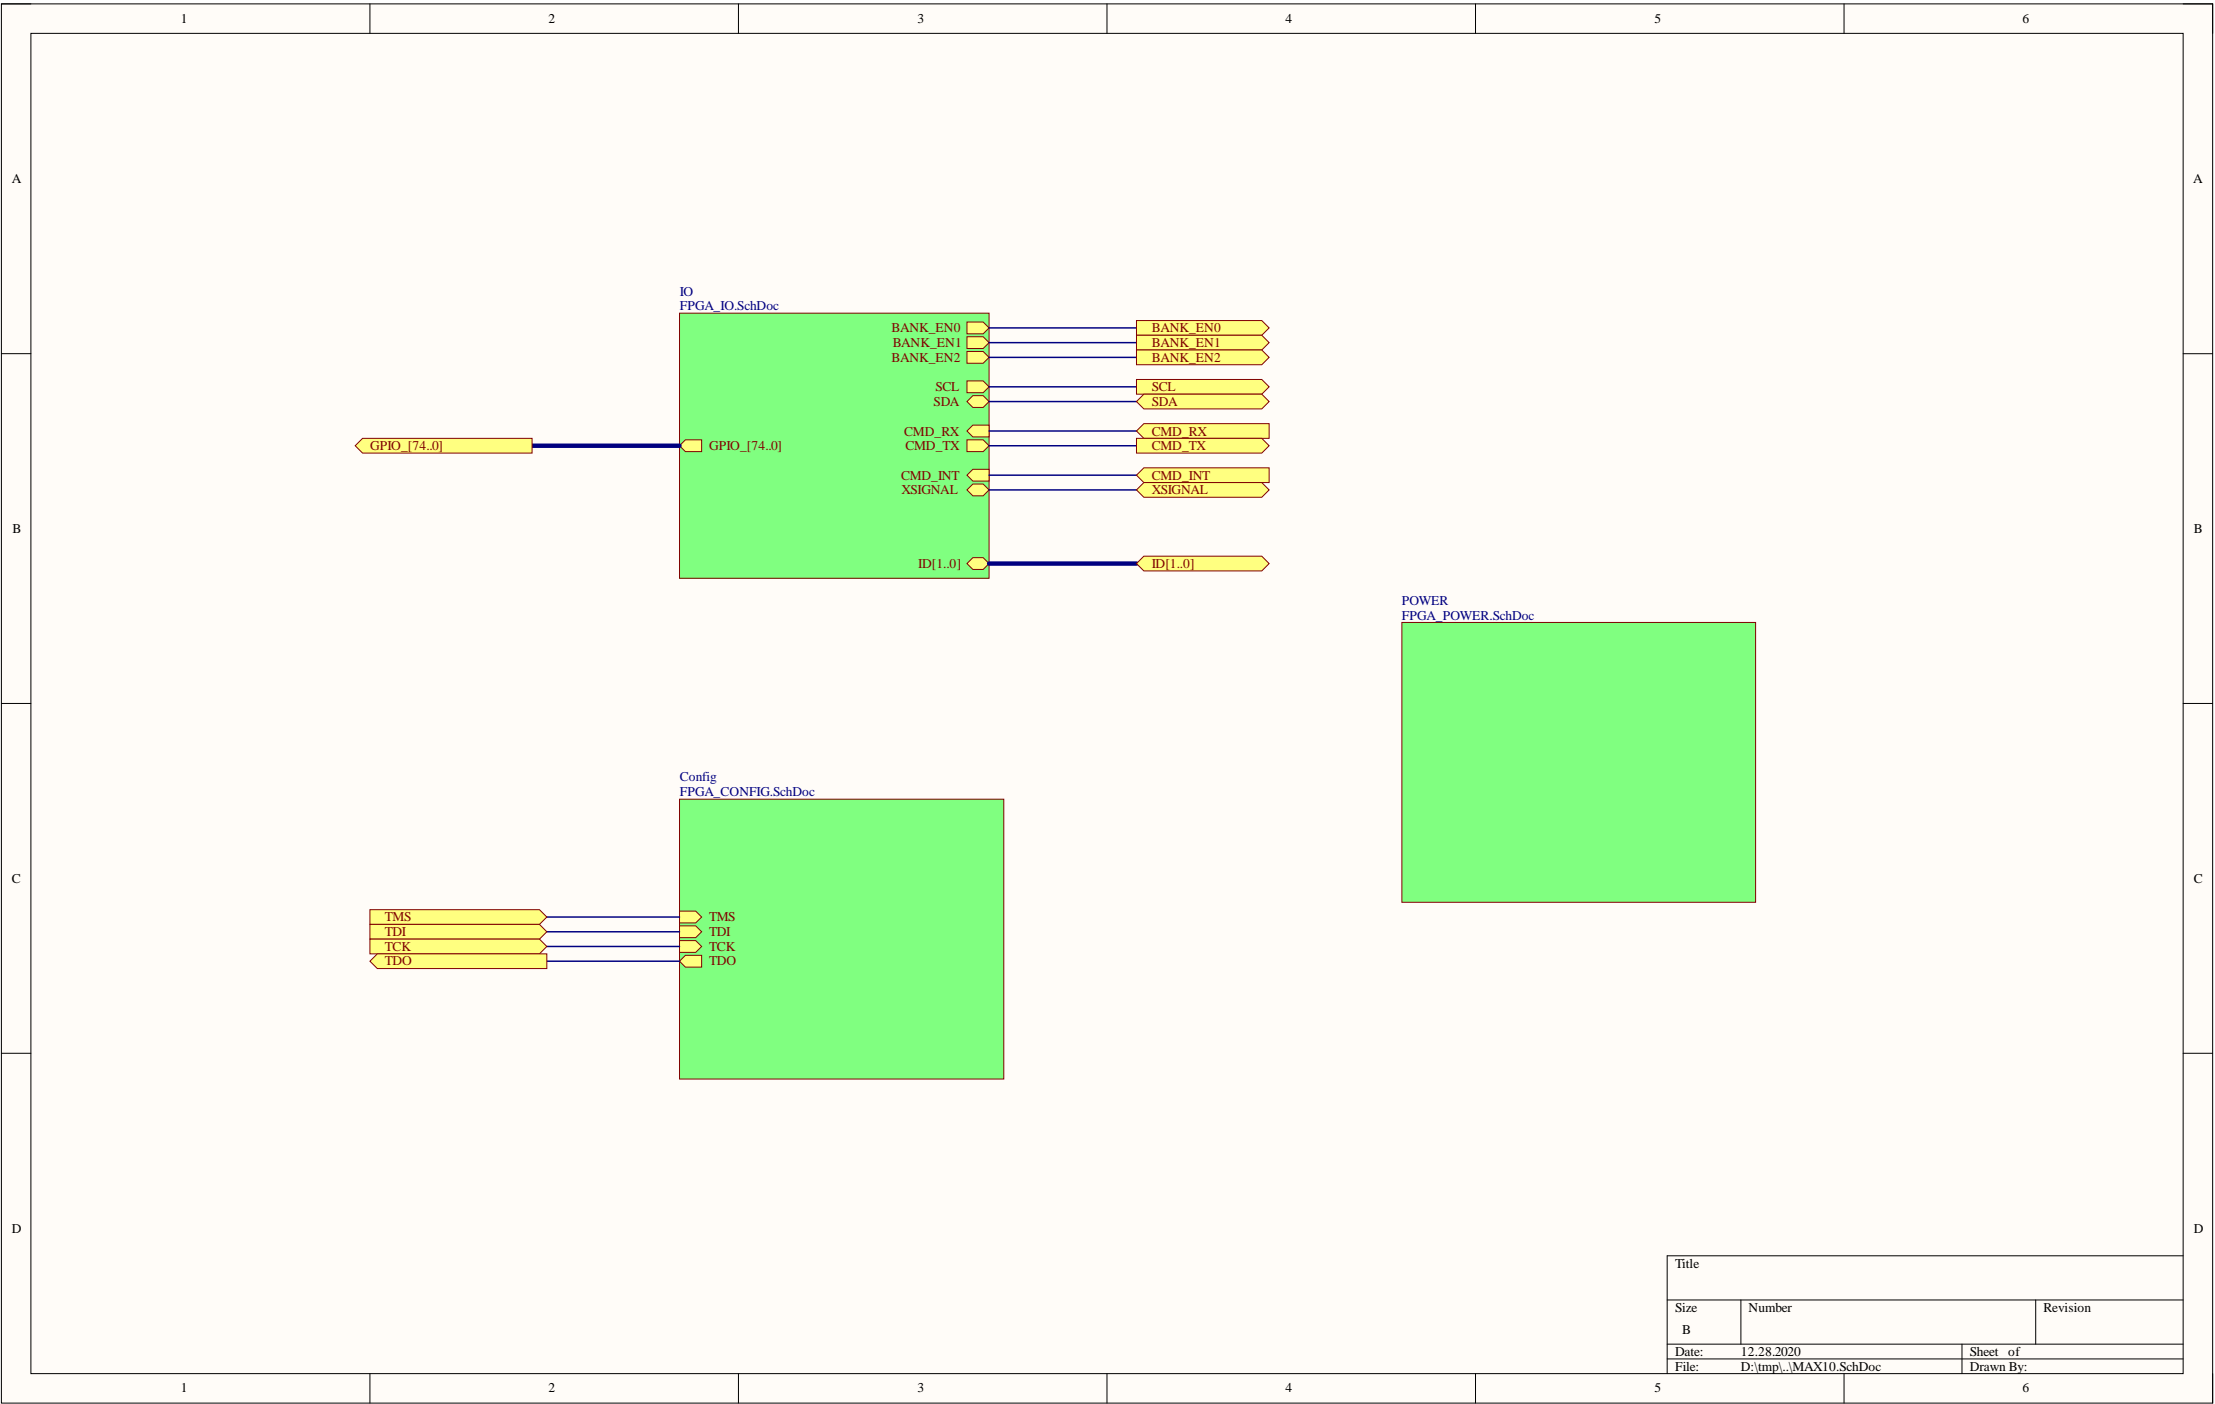 1 2 3 4 5 6
A A
IO
FPGA_IO.SchDoc
BANK_EN0 BANK_EN0
BANK_EN1 BANK_EN1
BANK_EN2 BANK_EN2
SCL SCL
SDA SDA
CMD_RX CMD_RX
GPIO_[74..0] GPIO_[74..0] CMD_TX CMD_TX
CMD_INT CMD_INT
XSIGNAL XSIGNAL
B B
ID[1..0] ID[1..0]
POWER
FPGA_POWER.SchDoc
Config
FPGA_CONFIG.SchDoc
C C
TMS TMS
TDI TDI
TCK TCK
TDO TDO
D D
Title
Size Number Revision
B
Date: 12.28.2020 Sheet of
File: D:\tmp\..\MAX10.SchDoc Drawn By:
1 2 3 4 5 6